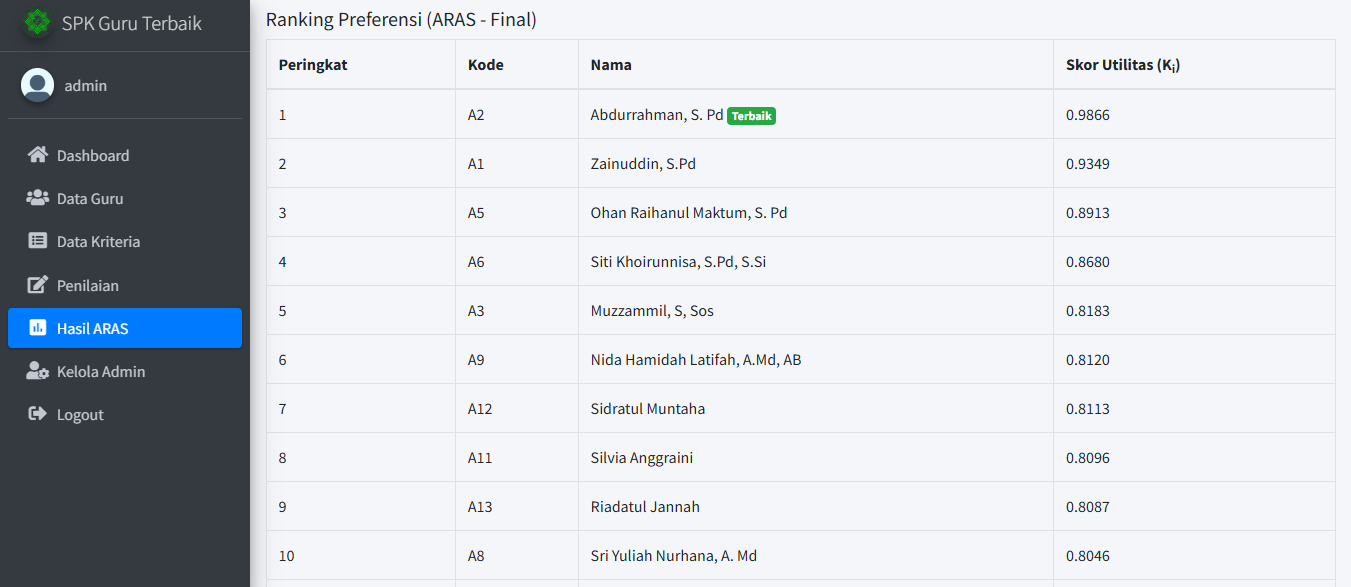 SPK Guru Terbaik
admin
Dashboard
Data Guru
Data Kriteria
Penilaian
Hasil ARAS
Kelola Admin
Logout
Ranking Preferensi (ARAS - Final)
Peringkat Kode Nama Skor Utilitas (Ki)
1 A2 Abdurrahman, S. Pd Terbaik 0.9866
2 A1 Zainuddin, S.Pd 0.9349
3 A5 Ohan Raihanul Maktum, S. Pd 0.8913
4 A6 Siti Khoirunnisa, S.Pd, S.Si 0.8680
5 A3 Muzzammil, S, Sos 0.8183
6 A9 Nida Hamidah Latifah, A.Md, AB 0.8120
7 A12 Sidratul Muntaha 0.8113
8 A11 Silvia Anggraini 0.8096
9 A13 Riadatul Jannah 0.8087
10 A8 Sri Yuliah Nurhana, A. Md 0.8046